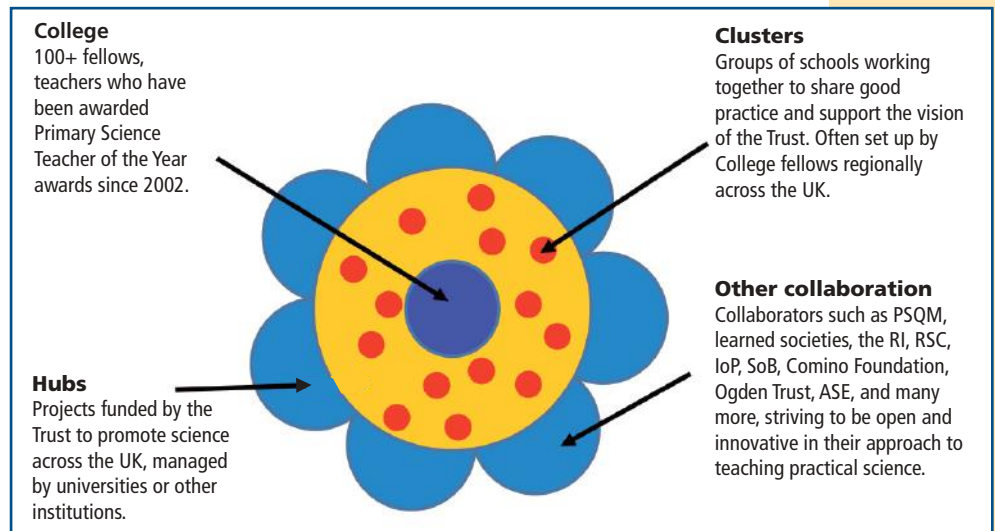 College
100+ fellows,
teachers who have
been awarded
Primary Science
Teacher of the Year
awards since 2002.
Clusters
Groups of schools working
together to share good
practice and support the vision
of the Trust. Often set up by
College fellows regionally
across the UK.
Hubs
Projects funded by the
Trust to promote science
across the UK, managed
by universities or other
institutions.
Other collaboration
Collaborators such as PSQM,
learned societies, the RI, RSC,
IoP, SoB, Comino Foundation,
Ogden Trust, ASE, and many
more, striving to be open and
innovative in their approach to
teaching practical science.